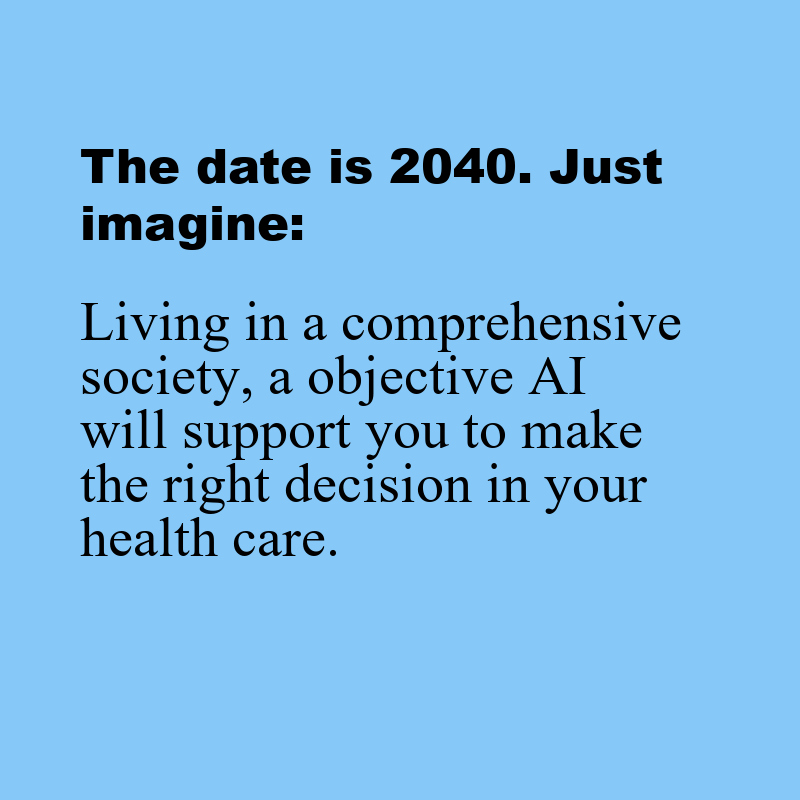 The date is 2040. Just
imagine:
Living in a comprehensive
society, a objective AI
will support you to make
the right decision in your
health care.